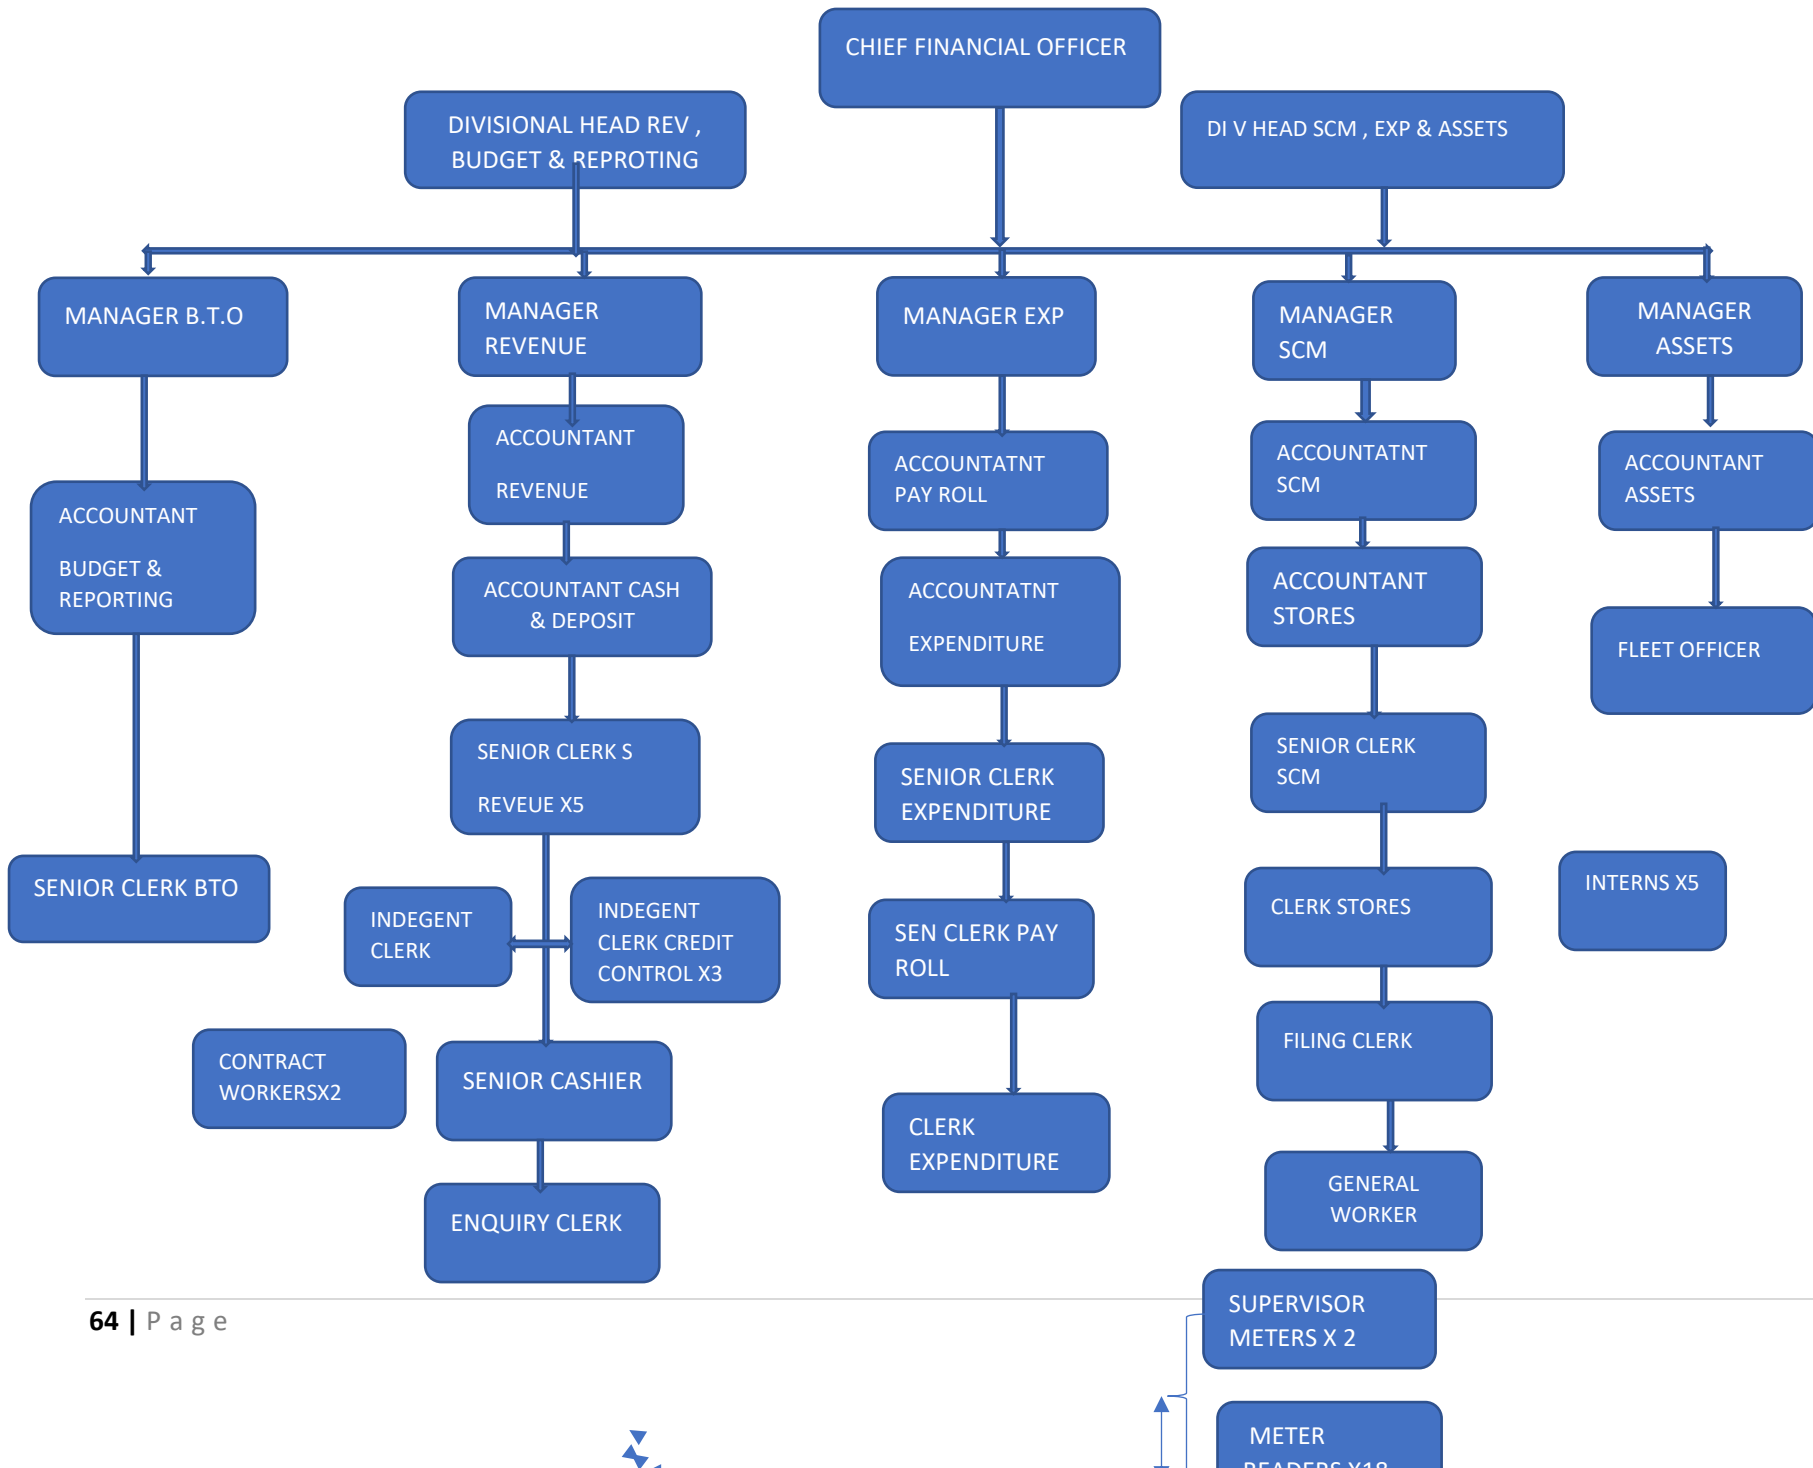 CHIEF FINANCIAL OFFICER
DIVISIONAL HEAD REV ,
BUDGET & REPROTING
DI V HEAD SCM , EXP & ASSETS
MANAGER B.T.O
MANAGER
REVENUE
MANAGER EXP
MANAGER
SCM
MANAGER
ASSETS
ACCOUNTANT
REVENUE
ACCOUNTATNT
PAY ROLL
ACCOUNTATNT
SCM
ACCOUNTANT
ASSETS
ACCOUNTANT
BUDGET &
REPORTING
ACCOUNTANT CASH
& DEPOSIT
ACCOUNTATNT
EXPENDITURE
ACCOUNTANT
STORES
FLEET OFFICER
SENIOR CLERK S
REVEUE X5
SENIOR CLERK
EXPENDITURE
SENIOR CLERK
SCM
SENIOR CLERK BTO
INDEGENT
CLERK
INDEGENT
CLERK CREDIT
CONTROL X3
SEN CLERK PAY
ROLL
CLERK STORES
INTERNS X5
CONTRACT
WORKERSX2
SENIOR CASHIER
CLERK
EXPENDITURE
FILING CLERK
ENQUIRY CLERK
GENERAL
WORKER
64 | P a g e
SUPERVISOR
METERS X 2
METER
READERS X18